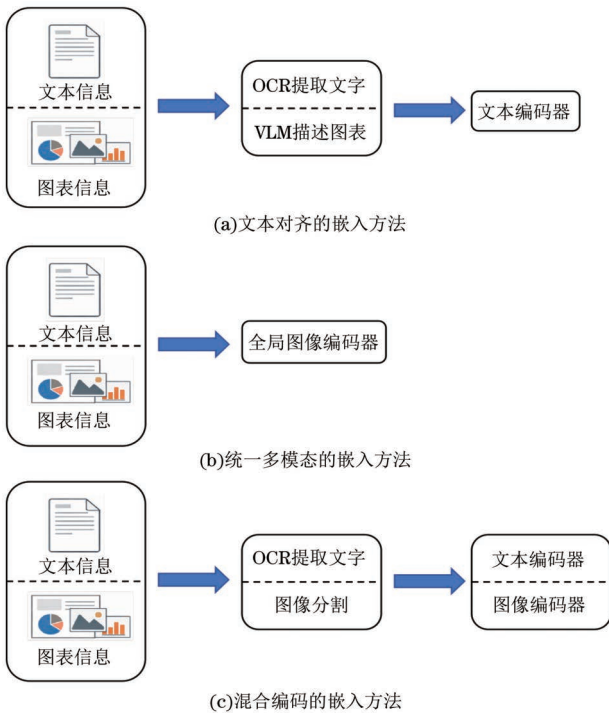 文本信息
图表信息
OCR提取文字
VLM描述图表
文本编码器
(a)文本对齐的嵌入方法
文本信息
图表信息
全局图像编码器
(b)统一多模态的嵌入方法
文本信息
图表信息
OCR提取文字
图像分割
文本编码器
图像编码器
(c)混合编码的嵌入方法